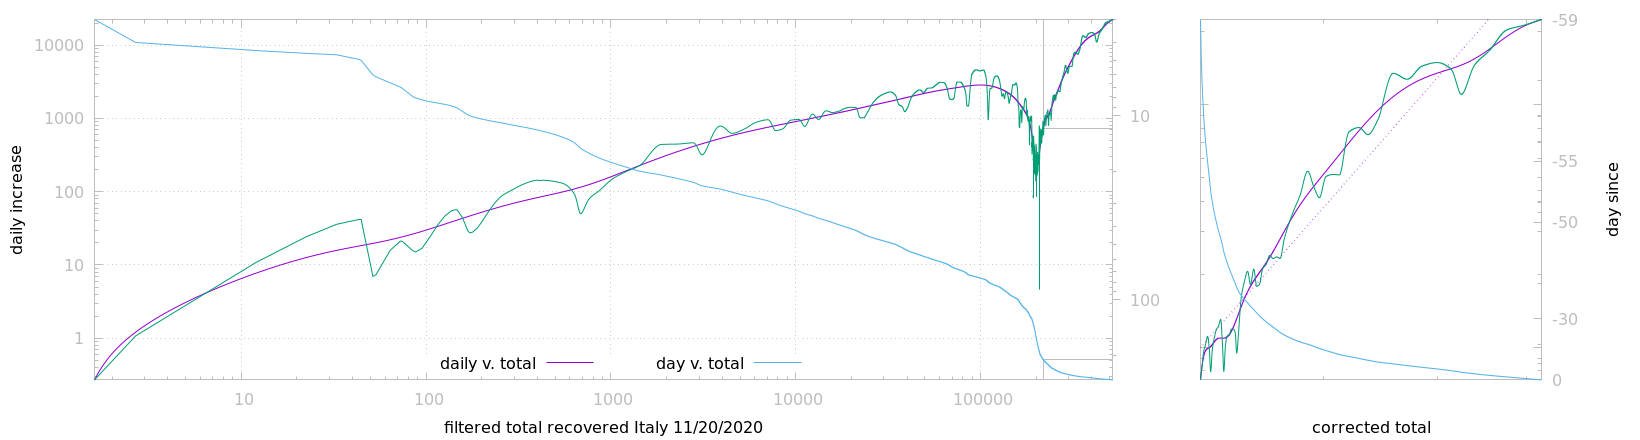 daily increase
10000
1000
100
10
1
10
100
daily v. total
day v. total
10
100
1000
10000
100000
filtered total recovered Italy 11/20/2020
-59
-55
-50
-30
0
day since
corrected total